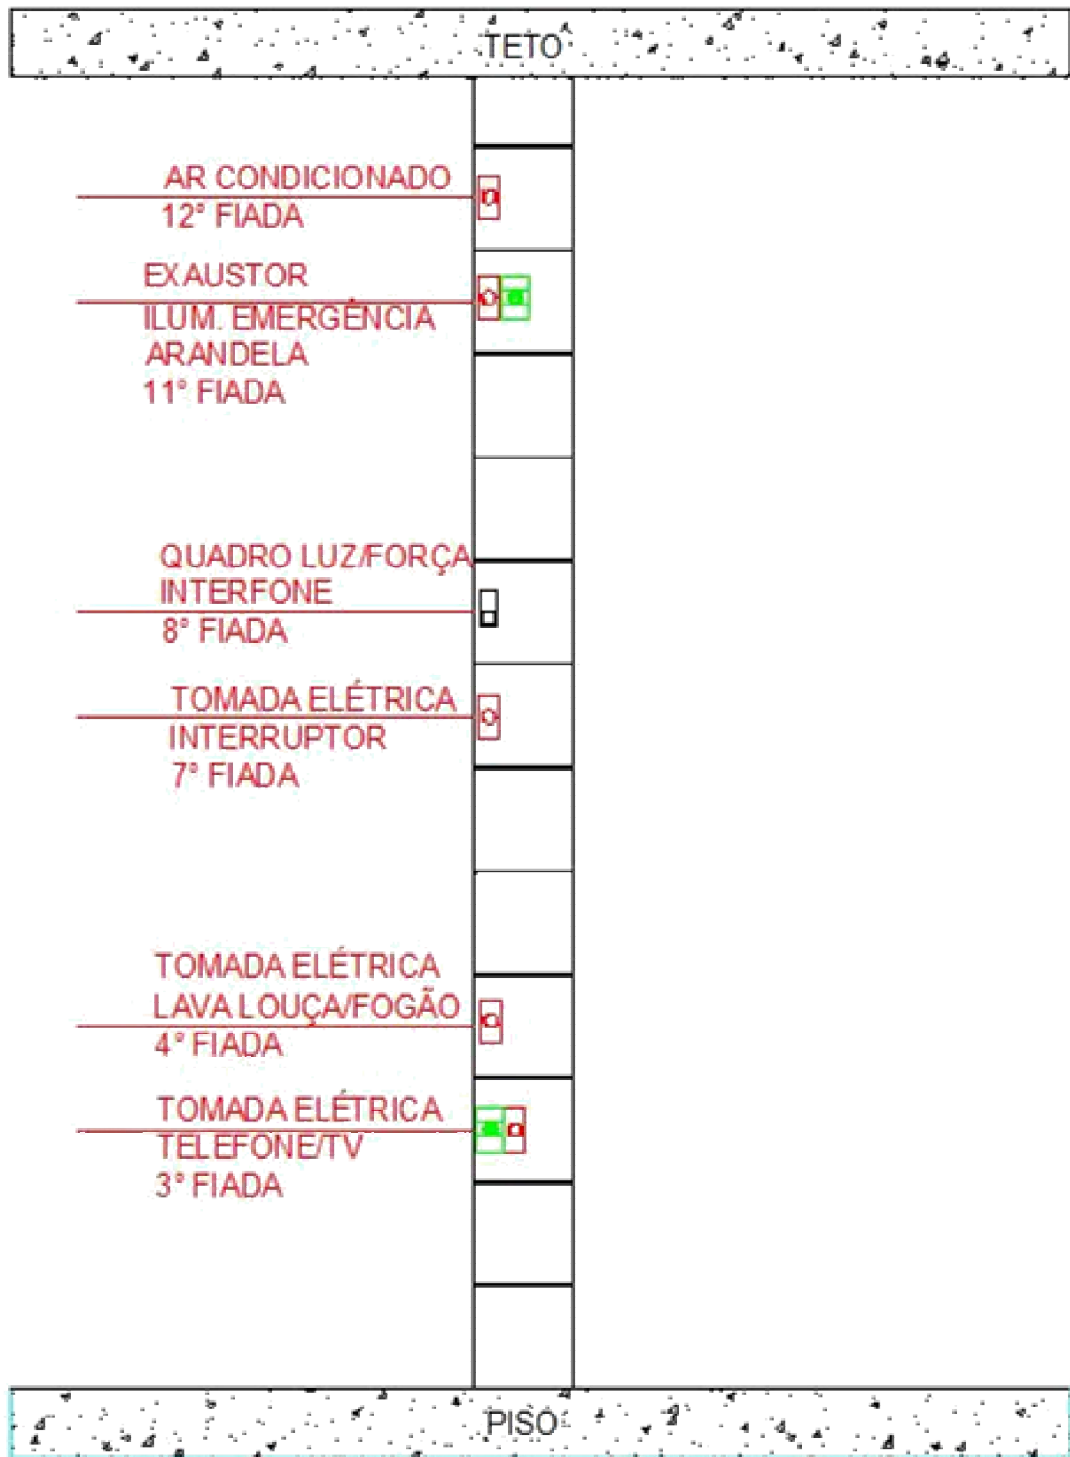 TETO
AR CONDICIONADO
12° FIADA
EXAUSTOR
ILUM. EMERGÊNCIA
ARANDELA
11° FIADA
QUADRO LUZ/FORÇA
INTERFONE
8° FIADA
TOMADA ELÉTRICA
INTERRUPTOR
7° FIADA
TOMADA ELÉTRICA
LAVA LOUÇA/FOGÃO
4° FIADA
TOMADA ELÉTRICA
TELEFONE/TV
3° FIADA
PISO